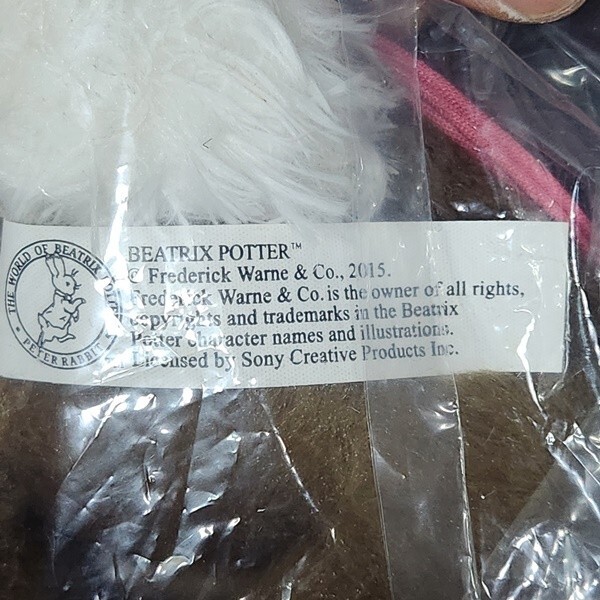 THE WORLD OF BEATRIX POTTER
• PETER RABBIT •
BEATRIX POTTER™
© Frederick Warne & Co., 2015.
Frederick Warne & Co. is the owner of all rights,
copyrights and trademarks in the Beatrix
Potter character names and illustrations.
Licensed by Sony Creative Products Inc.